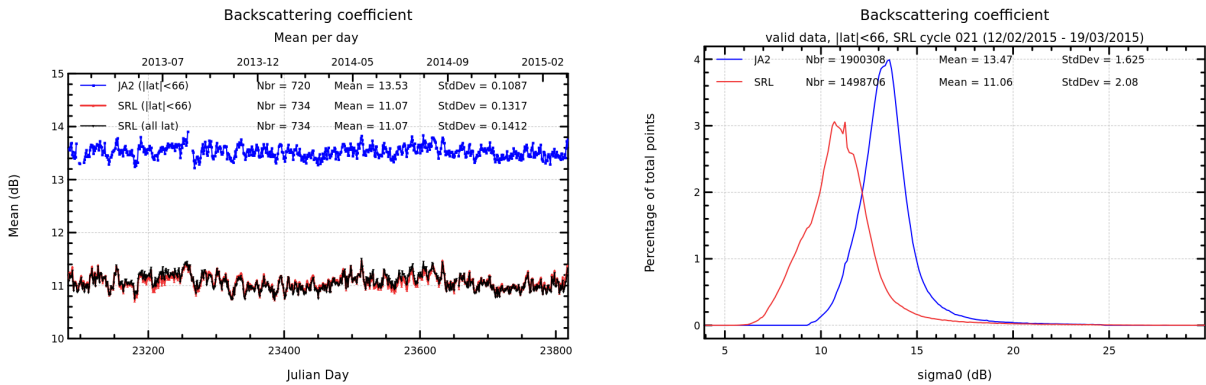 Backscattering coefficient
Mean per day
2013-07 2013-12 2014-05 2014-09 2015-02
15
14
13
12
11
10
Mean (dB)
JA2 (|lat|<66) Nbr = 720 Mean = 13.53 StdDev = 0.1087
SRL (|lat|<66) Nbr = 734 Mean = 11.07 StdDev = 0.1317
SRL (all lat) Nbr = 734 Mean = 11.07 StdDev = 0.1412
23200 23400 23600 23800
Julian Day
Backscattering coefficient
valid data, |lat|<66, SRL cycle 021 (12/02/2015 - 19/03/2015)
4
3
2
1
0
Percentage of total points
JA2 Nbr = 1900308 Mean = 13.47 StdDev = 1.625
SRL Nbr = 1498706 Mean = 11.06 StdDev = 2.08
5 10 15 20 25
sigma0 (dB)